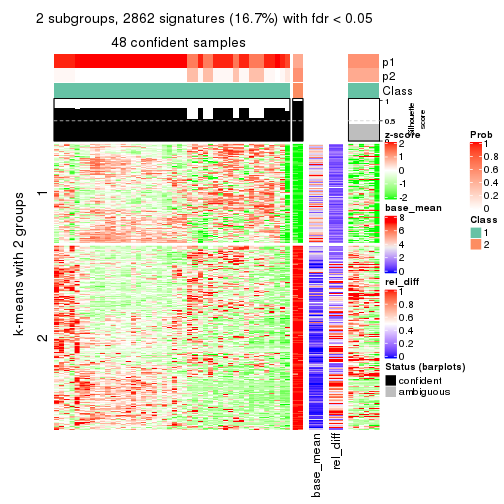 2 subgroups, 2862 signatures (16.7%) with fdr < 0.05
48 confident samples
p1
p2
Class
1
0.5
0
Silhouette
score
k-means with 2 groups
1
2
base_mean
rel_diff
z-score
2
1
0
-1
-2
base_mean
8
6
4
2
0
rel_diff
1
0.8
0.6
0.4
0.2
0
Status (barplots)
confident
ambiguous
Prob
1
0.8
0.6
0.4
0.2
0
Class
1
2